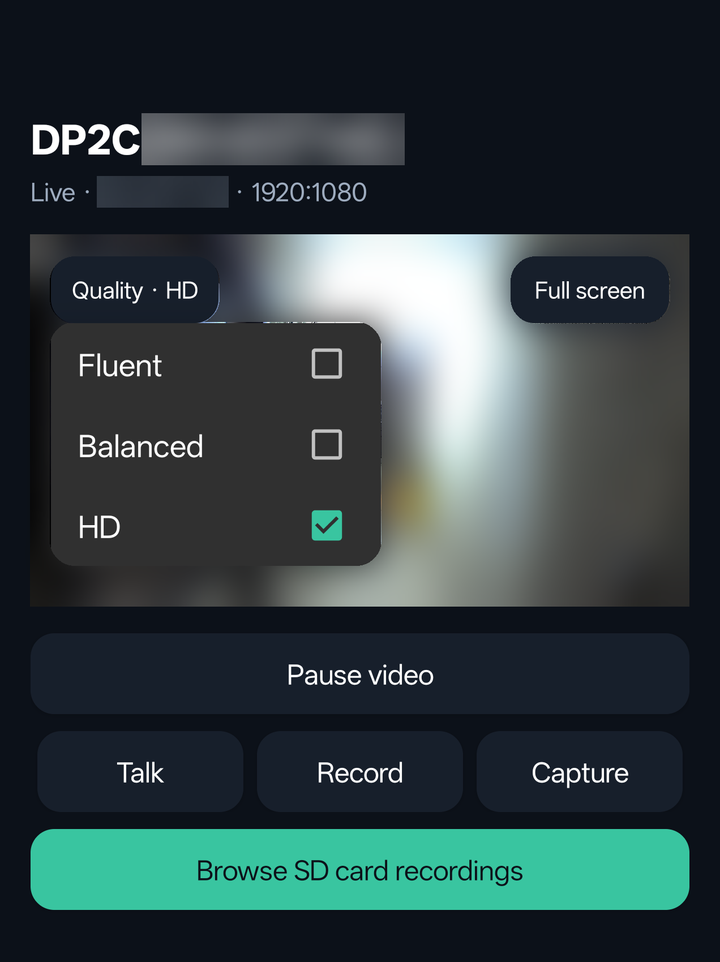 DP2C
Live · · 1920:1080
Quality · HD
Full screen
Fluent
Balanced
HD
Pause video
Talk
Record
Capture
Browse SD card recordings